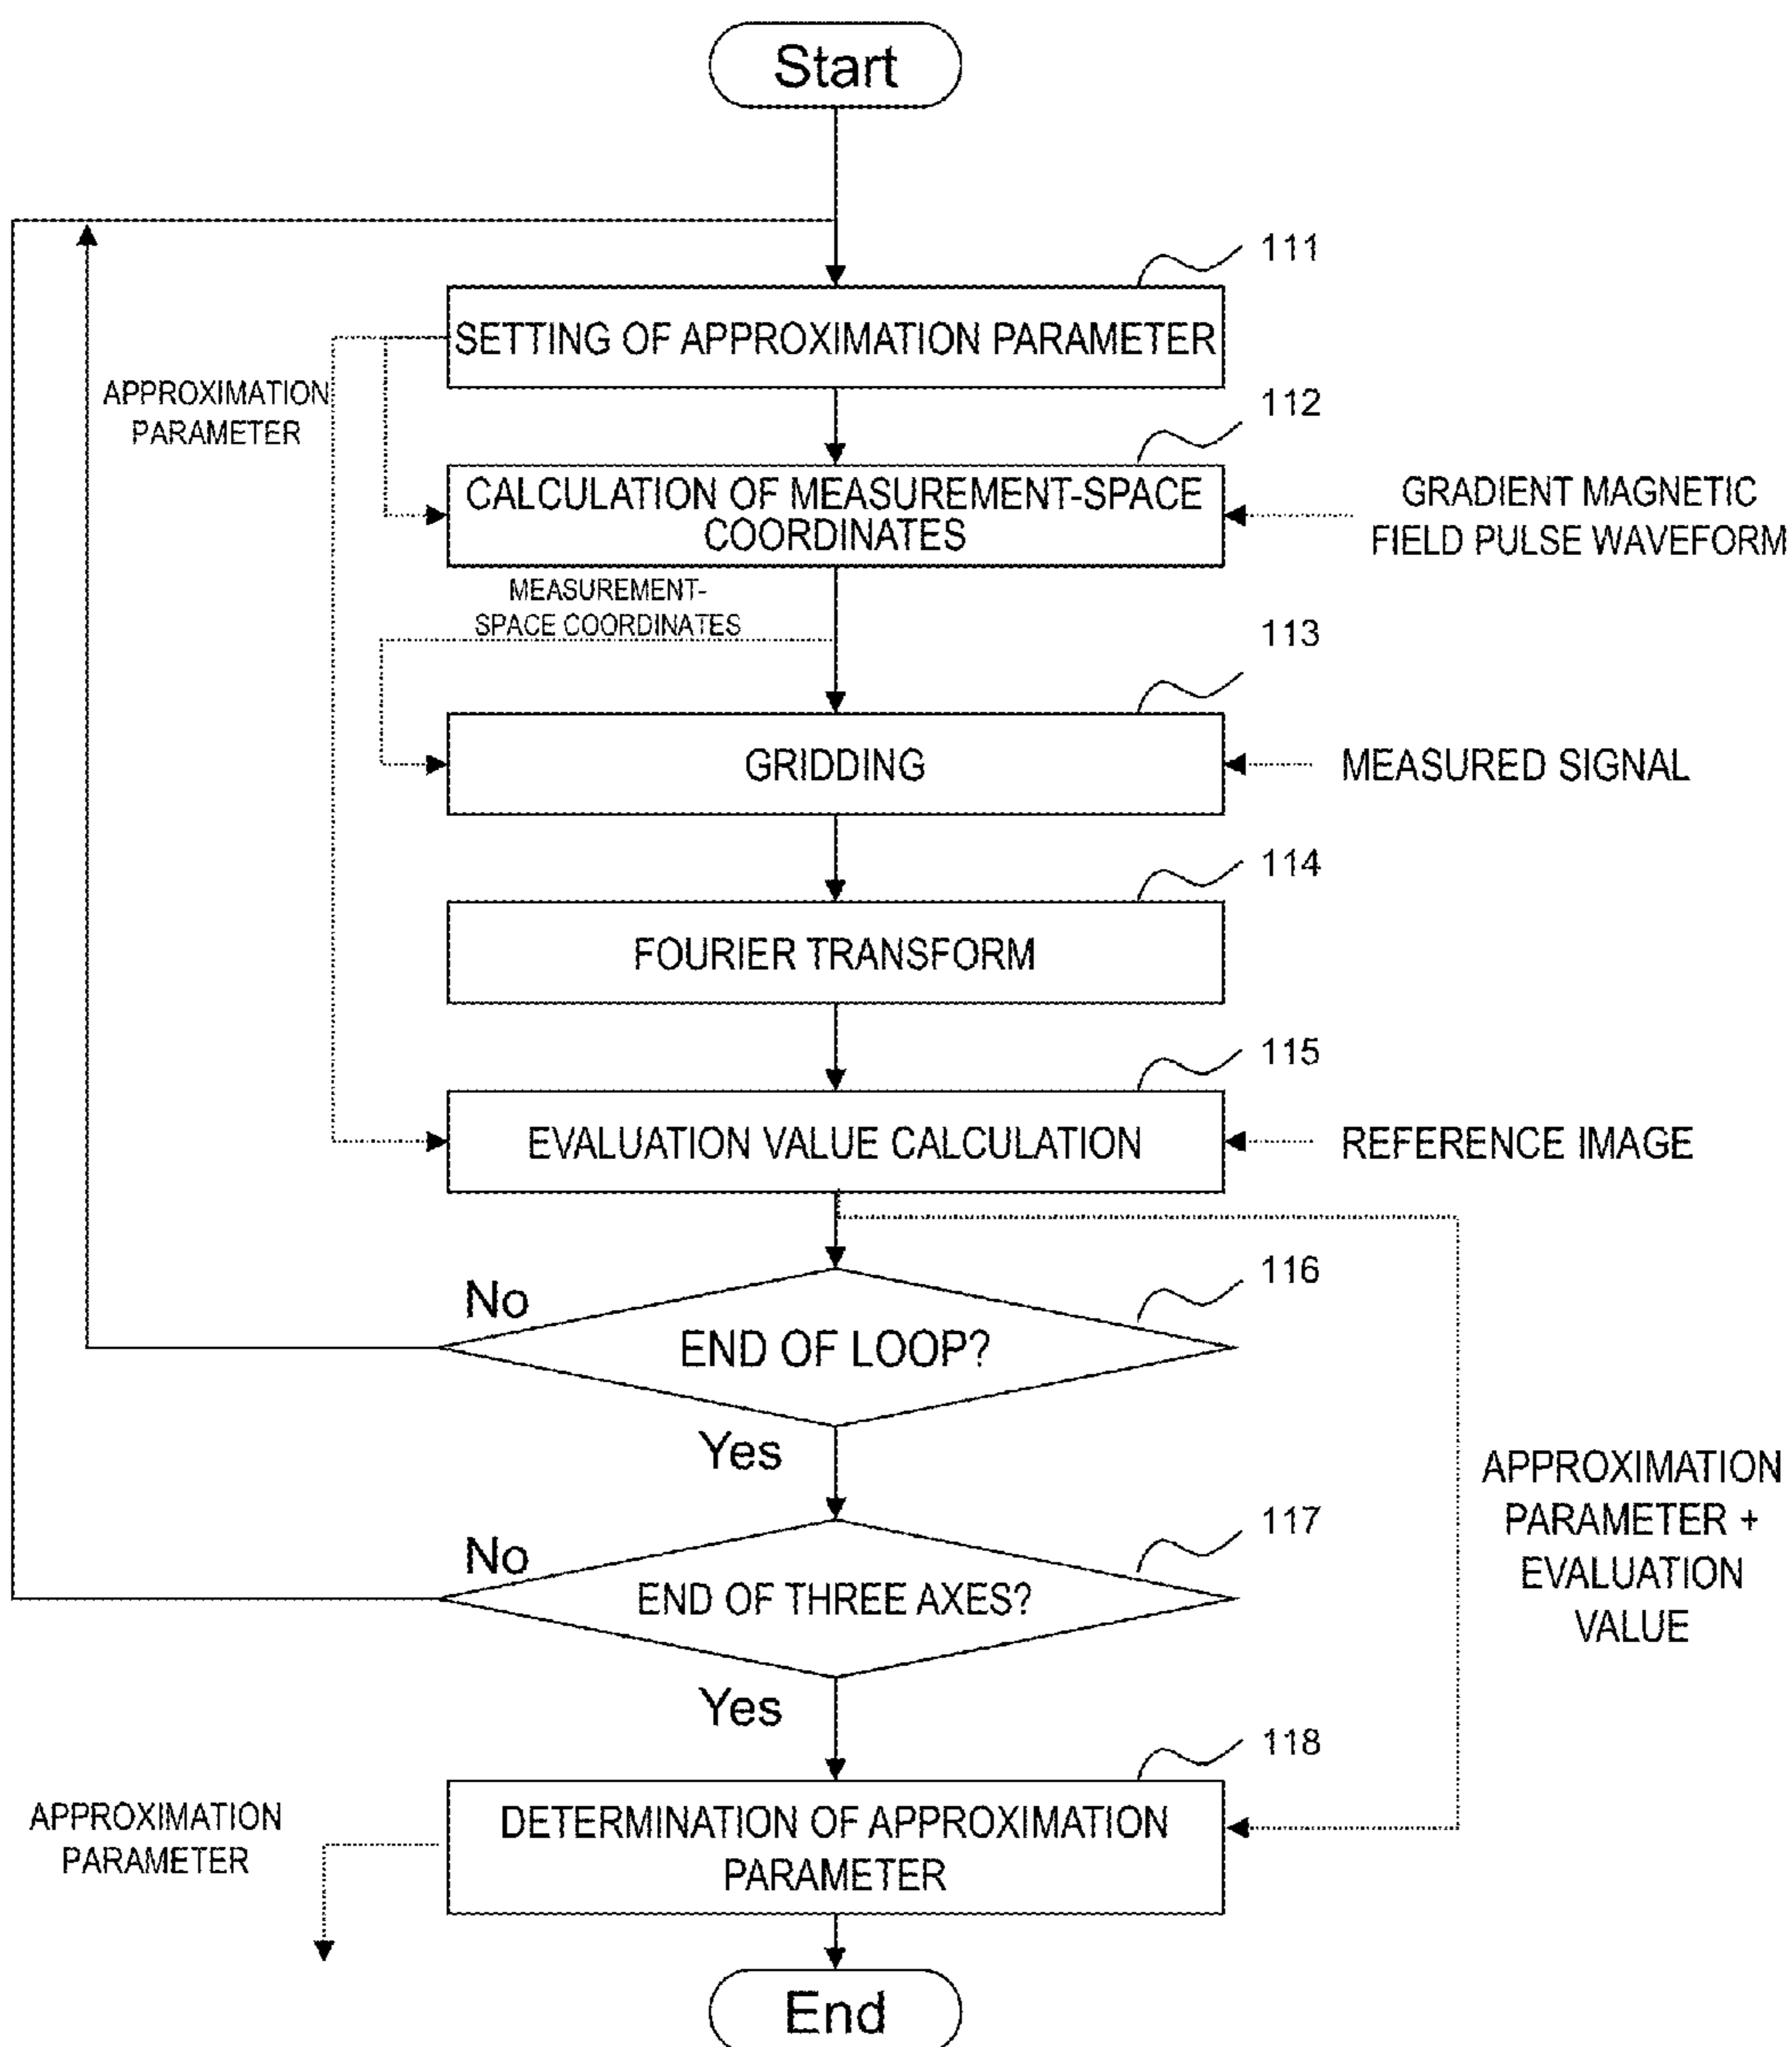 Start
111
SETTING OF APPROXIMATION PARAMETER
APPROXIMATION
PARAMETER
112
CALCULATION OF MEASUREMENT-SPACE
COORDINATES
GRADIENT MAGNETIC
FIELD PULSE WAVEFORM
MEASUREMENT-
SPACE COORDINATES
113
GRIDDING
MEASURED SIGNAL
114
FOURIER TRANSFORM
115
EVALUATION VALUE CALCULATION
REFERENCE IMAGE
116
No
END OF LOOP?
Yes
APPROXIMATION
PARAMETER +
EVALUATION
VALUE
117
No
END OF THREE AXES?
Yes
118
DETERMINATION OF APPROXIMATION
PARAMETER
APPROXIMATION
PARAMETER
End